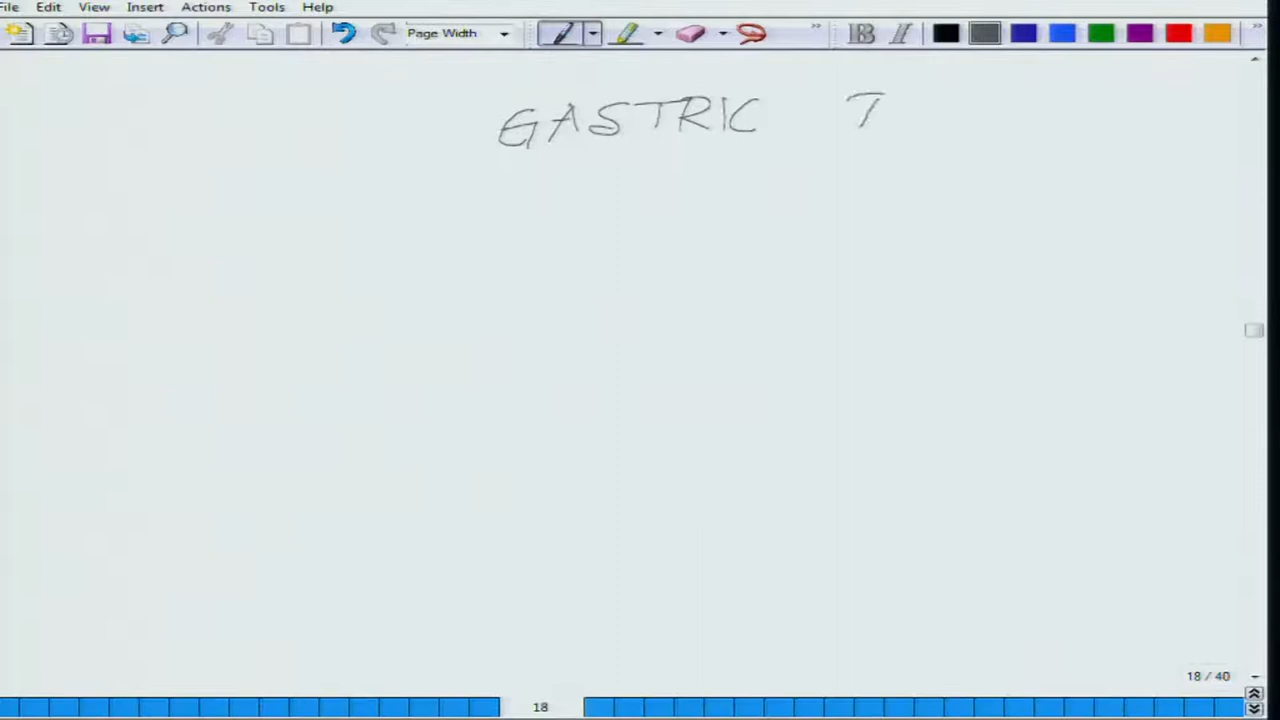 File Edit View Insert Actions Tools Help
Page Width B I
GASTRIC T
18 / 40
18